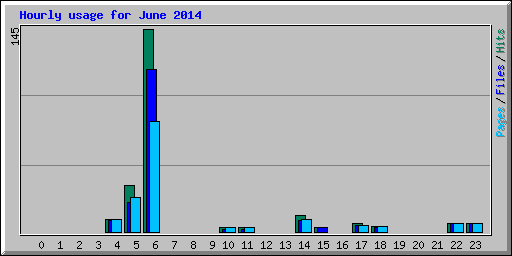 Hourly usage for June 2014
145
Pages/Files/Hits
0 1 2 3 4 5 6 7 8 9 10 11 12 13 14 15 16 17 18 19 20 21 22 23